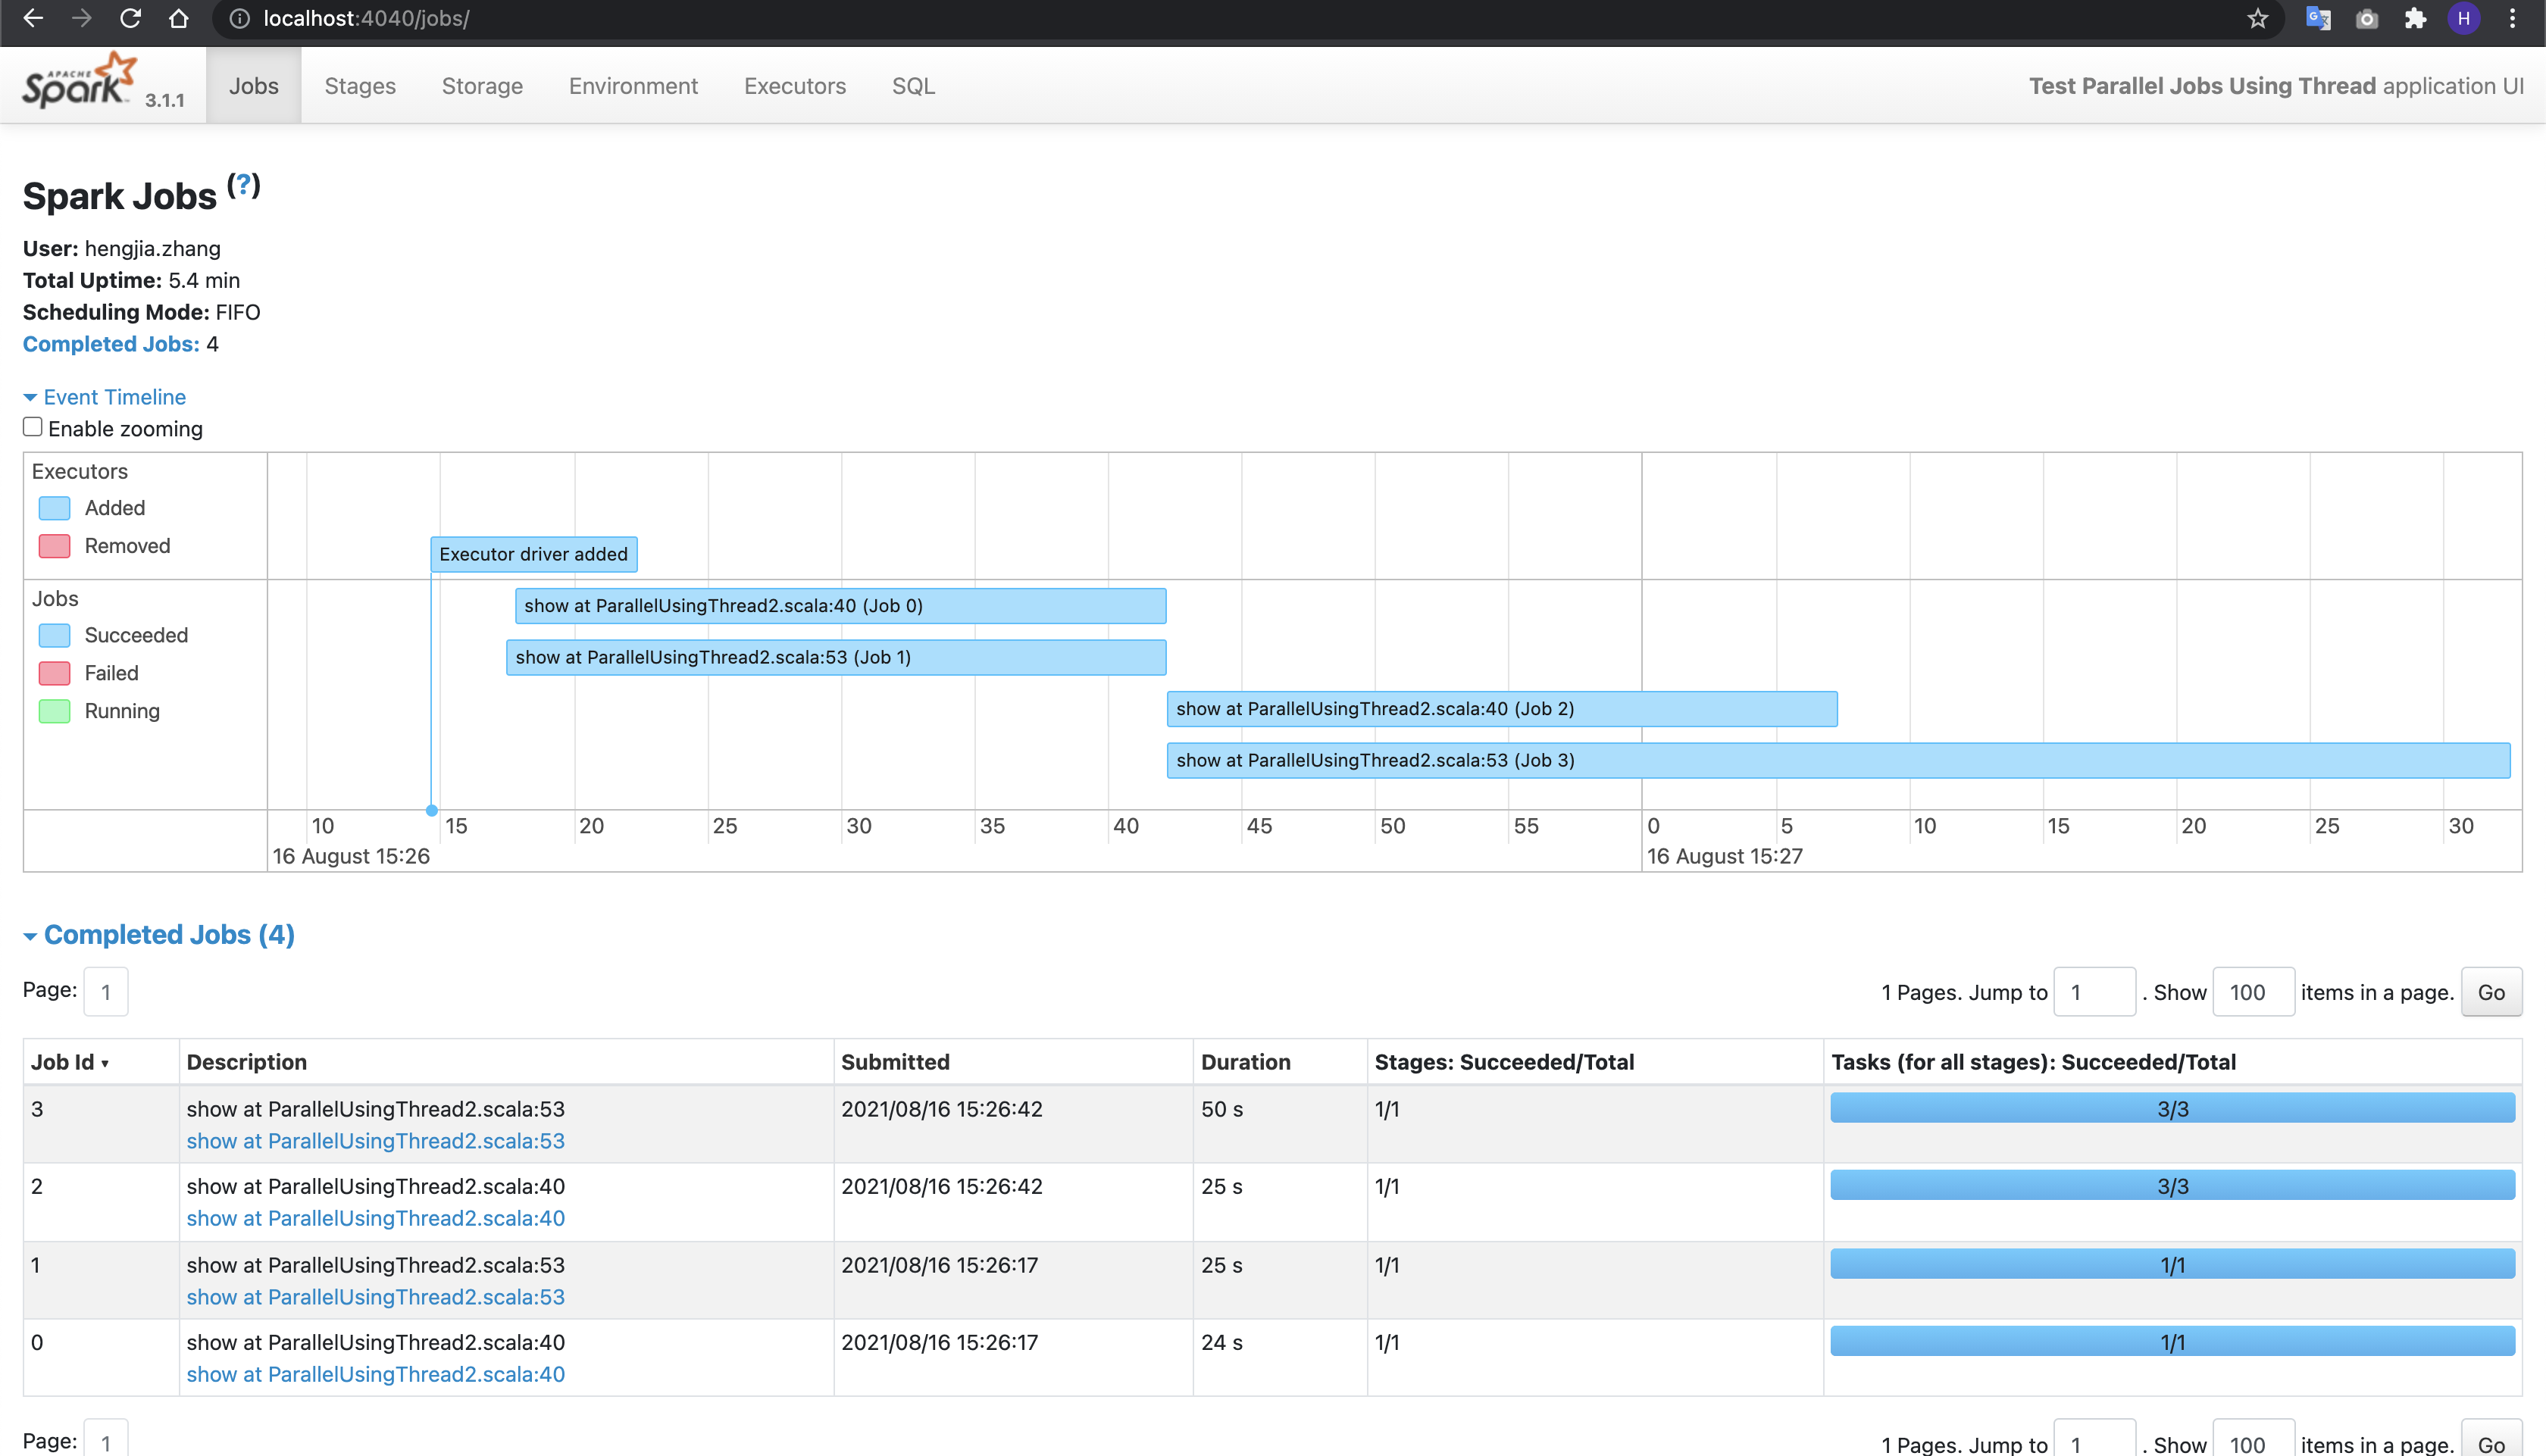 localhost:4040/jobs/
H
APACHE Spark 3.1.1 Jobs Stages Storage Environment Executors SQL Test Parallel Jobs Using Thread application UI
Spark Jobs (?)
User: hengjia.zhang
Total Uptime: 5.4 min
Scheduling Mode: FIFO
Completed Jobs: 4
Event Timeline
Enable zooming
Executors
Added
Removed
Executor driver added
Jobs
Succeeded
Failed
Running
show at ParallelUsingThread2.scala:40 (Job 0)
show at ParallelUsingThread2.scala:53 (Job 1)
show at ParallelUsingThread2.scala:40 (Job 2)
show at ParallelUsingThread2.scala:53 (Job 3)
10 15 20 25 30 35 40 45 50 55 0 5 10 15 20 25 30
16 August 15:26 16 August 15:27
Completed Jobs (4)
Page: 1 1 Pages. Jump to 1 . Show 100 items in a page. Go
Job Id ▾ Description Submitted Duration Stages: Succeeded/Total Tasks (for all stages): Succeeded/Total
3 show at ParallelUsingThread2.scala:53 2021/08/16 15:26:42 50 s 1/1 3/3
show at ParallelUsingThread2.scala:53
2 show at ParallelUsingThread2.scala:40 2021/08/16 15:26:42 25 s 1/1 3/3
show at ParallelUsingThread2.scala:40
1 show at ParallelUsingThread2.scala:53 2021/08/16 15:26:17 25 s 1/1 1/1
show at ParallelUsingThread2.scala:53
0 show at ParallelUsingThread2.scala:40 2021/08/16 15:26:17 24 s 1/1 1/1
show at ParallelUsingThread2.scala:40
Page: 1 1 Pages. Jump to 1 . Show 100 items in a page. Go